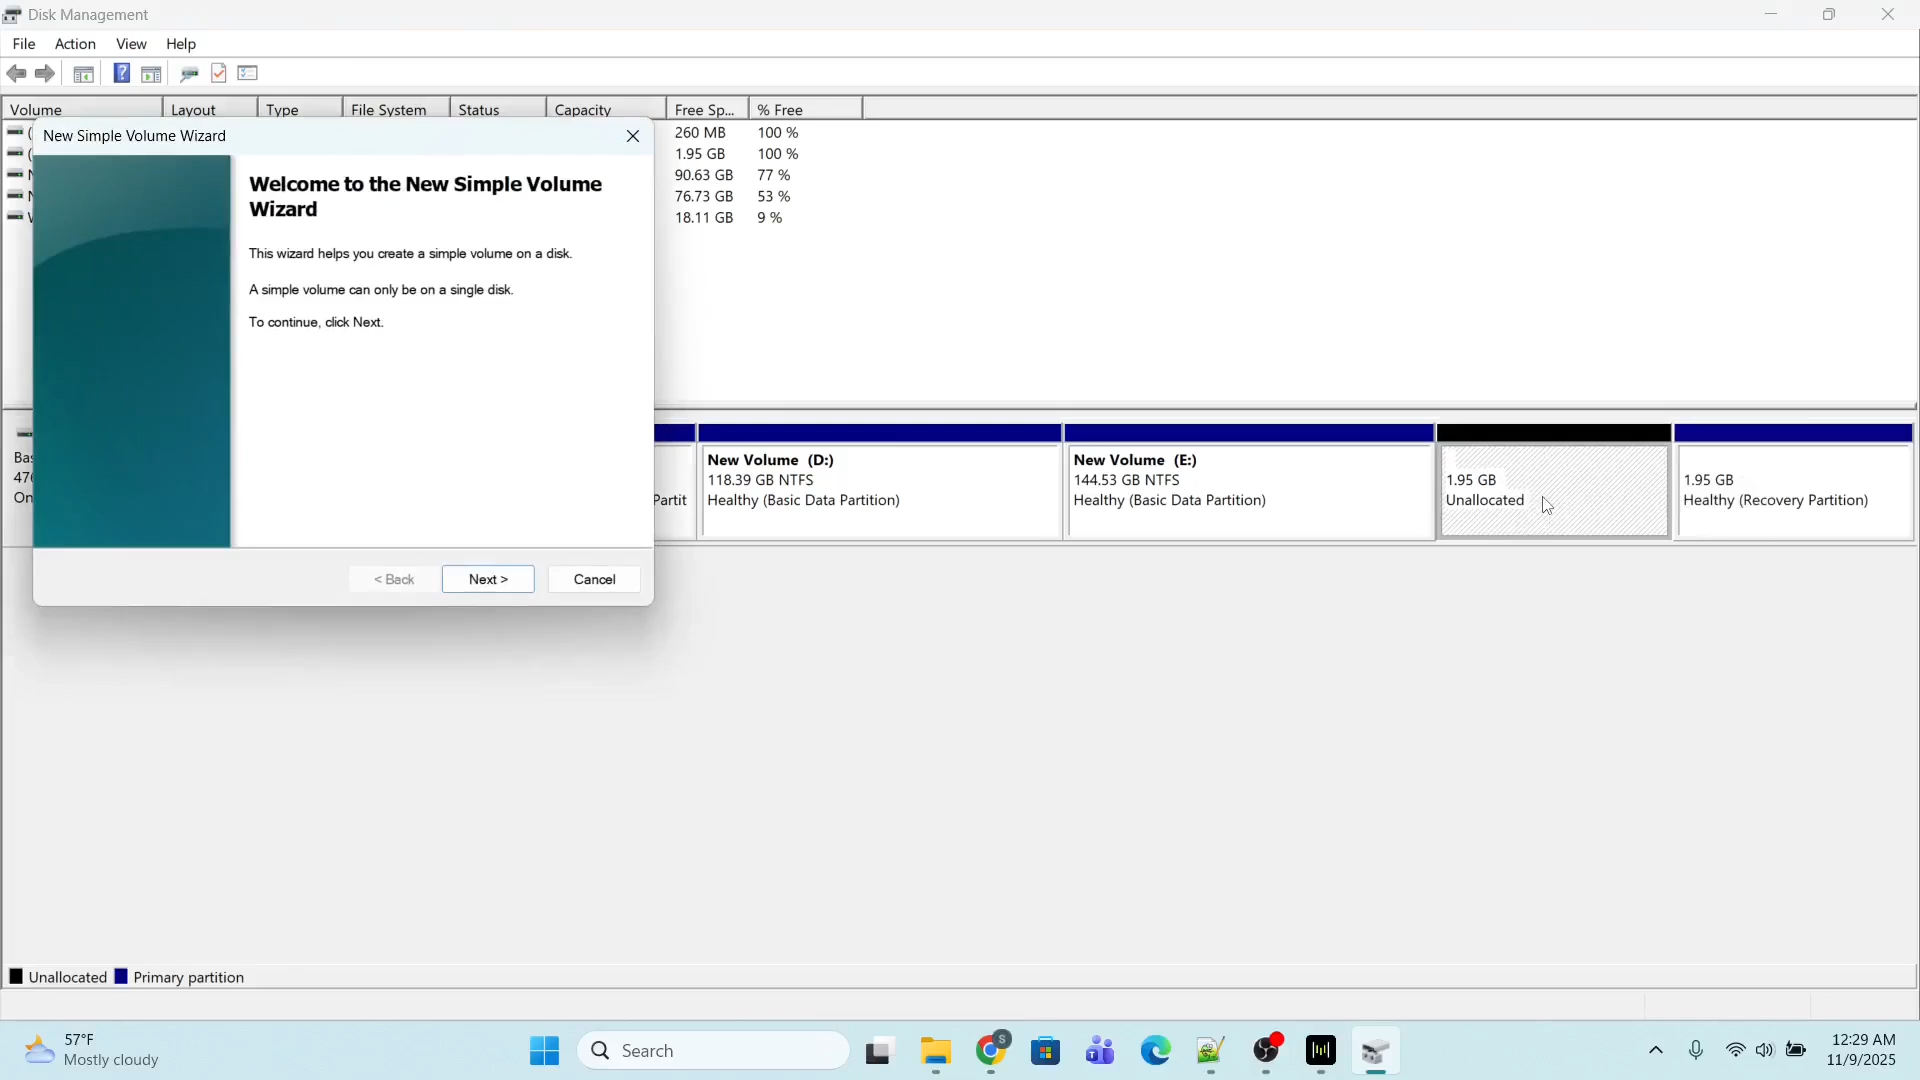 Disk Management
File Action View Help
Volume Layout Type File System Status Capacity Free Sp... % Free
260 MB 100 %
1.95 GB 100 %
90.63 GB 77 %
76.73 GB 53 %
18.11 GB 9 %
New Simple Volume Wizard
Welcome to the New Simple Volume
Wizard
This wizard helps you create a simple volume on a disk.
A simple volume can only be on a single disk.
To continue, click Next.
< Back Next > Cancel
Bas
476
On
Partit
New Volume (D:)
118.39 GB NTFS
Healthy (Basic Data Partition)
New Volume (E:)
144.53 GB NTFS
Healthy (Basic Data Partition)
1.95 GB
Unallocated
1.95 GB
Healthy (Recovery Partition)
Unallocated Primary partition
57°F
Mostly cloudy
Search
S
12:29 AM
11/9/2025